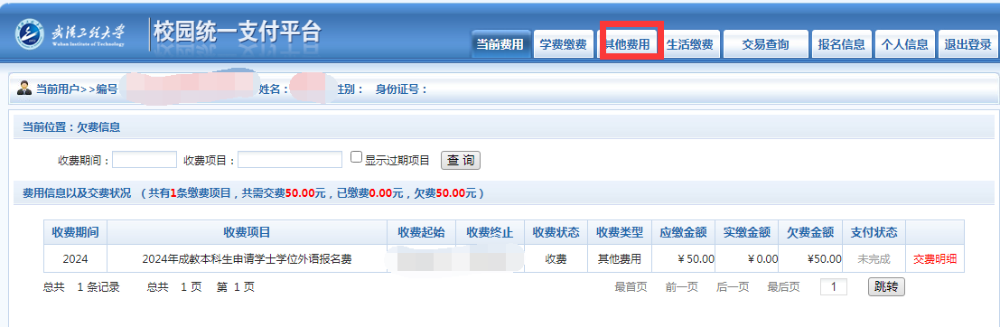 武汉工程大学
Wuhan Institute of Technology
校园统一支付平台
当前费用 学费缴费 其他费用 生活缴费 交易查询 报名信息 个人信息 退出登录
当前用户>>编号 姓名： 性别： 身份证号：
当前位置：欠费信息
收费期间： 收费项目： 显示过期项目 查 询
费用信息以及交费状况 （共有1条缴费项目，共需交费50.00元，已缴费0.00元，欠费50.00元）
收费期间 收费项目 收费起始 收费终止 收费状态 收费类型 应缴金额 实缴金额 欠费金额 支付状态
2024 2024年成教本科生申请学士学位外语报名费 收费 其他费用 ￥50.00 ￥0.00 ¥50.00 未完成 交费明细
总共 1 条记录 总共 1 页 第 1 页 最首页 前一页 后一页 最后页 1 跳转